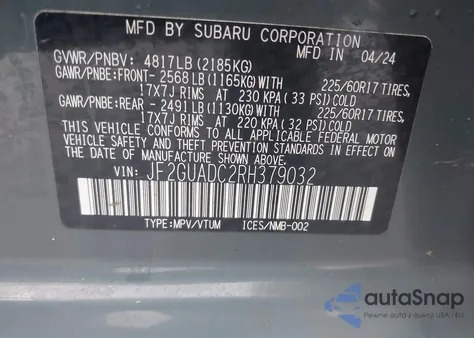 MFD BY SUBARU CORPORATION MFD IN 04/24
GVWR/PNBV: 4817LB (2185KG)
GAWR/PNBE:FRONT- 2568 LB (1165KG) WITH 225/60R17 TIRES,
17X7J RIMS AT 230 KPA (33 PSI) COLD
GAWR/PNBE:REAR - 2491 LB (1130KG) WITH 225/60R17 TIRES,
17X7J RIMS AT 220 KPA (32 PSI) COLD
THIS VEHICLE CONFORMS TO ALL APPLICABLE FEDERAL MOTOR
VEHICLE SAFETY AND THEFT PREVENTION STANDARDS IN EFFECT
ON THE DATE OF MANUFACTURE SHOWN ABOVE.
VIN: JF2GUADC2RH379032
TYPE:MPV/VTUM ICES/NMB-002
autoSnap
Pewne auto z USA i EU